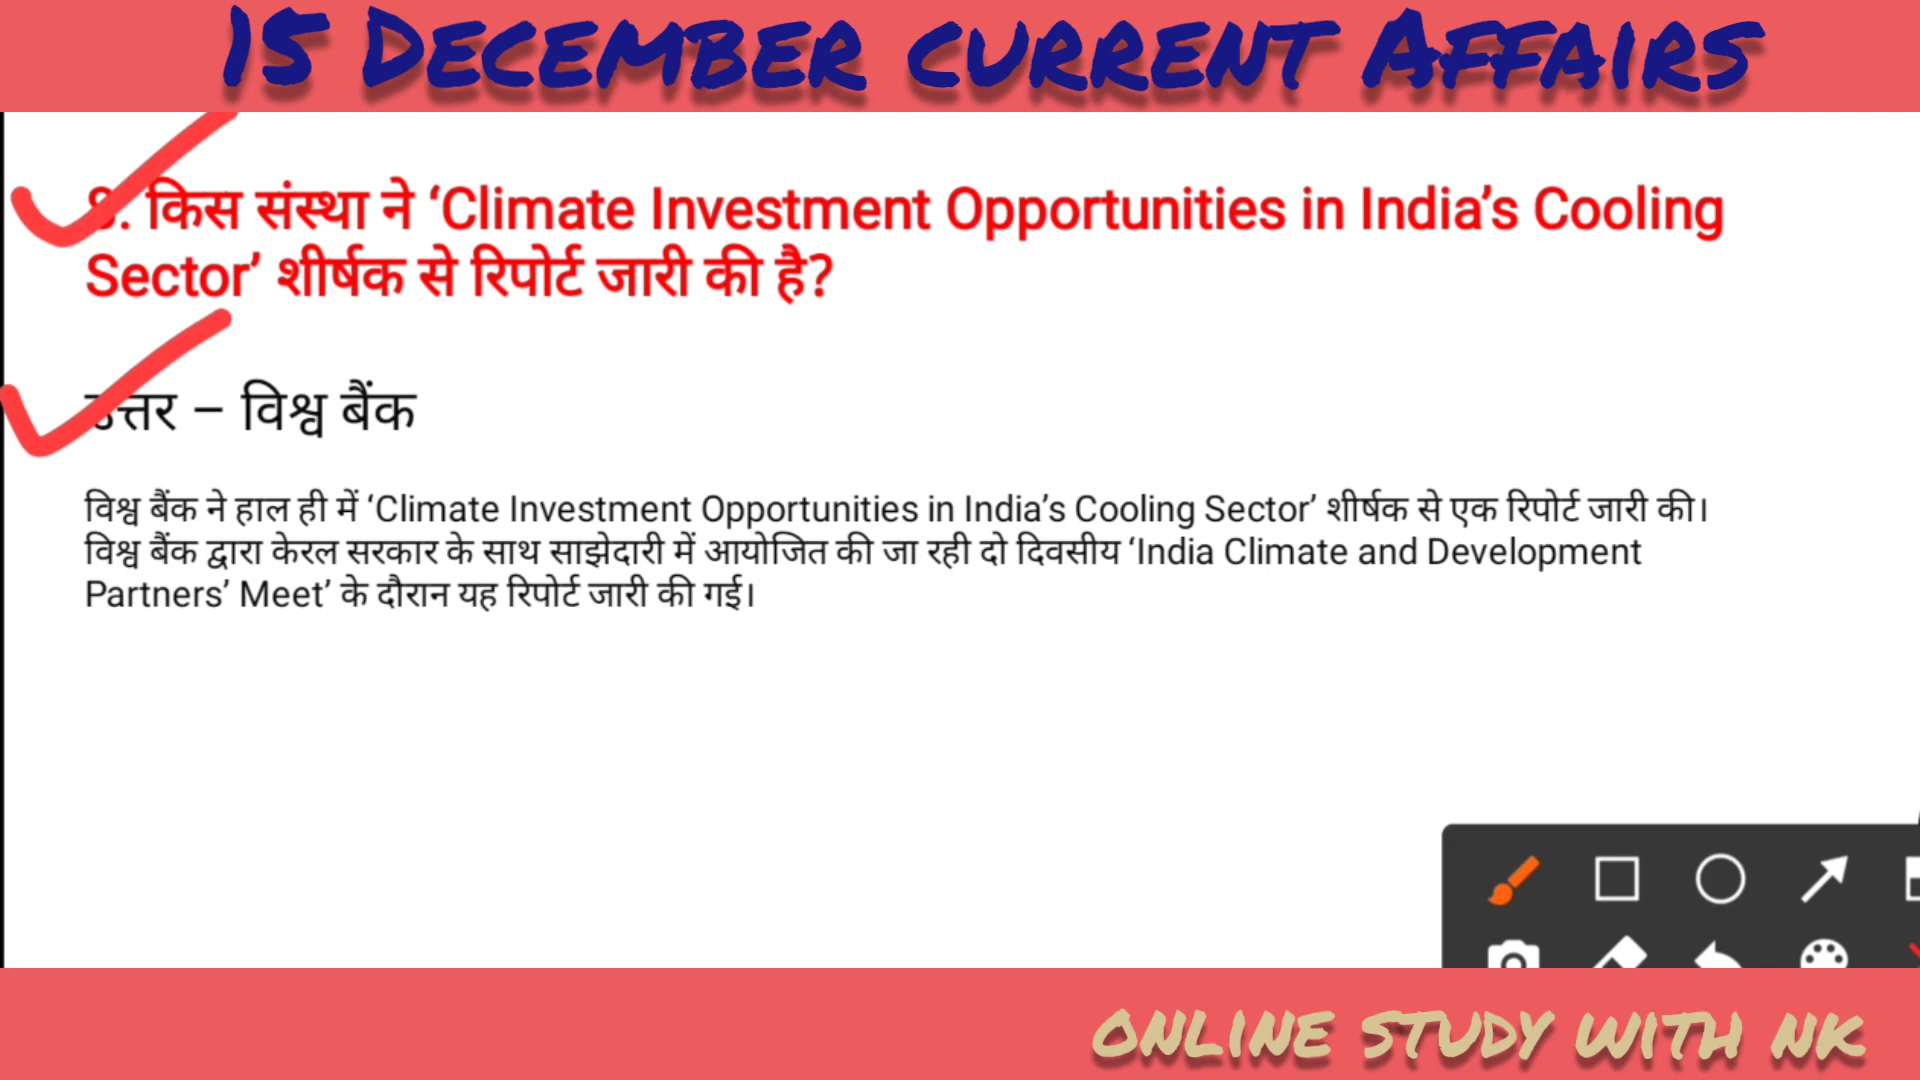 15 December current Affairs
किस संस्था ने ‘Climate Investment Opportunities in India’s Cooling
Sector’ शीर्षक से रिपोर्ट जारी की है?
उत्तर – विश्व बैंक
विश्व बैंक ने हाल ही में ‘Climate Investment Opportunities in India’s Cooling Sector’ शीर्षक से एक रिपोर्ट जारी की।
विश्व बैंक द्वारा केरल सरकार के साथ साझेदारी में आयोजित की जा रही दो दिवसीय ‘India Climate and Development
Partners’ Meet’ के दौरान यह रिपोर्ट जारी की गई।
online study with nk